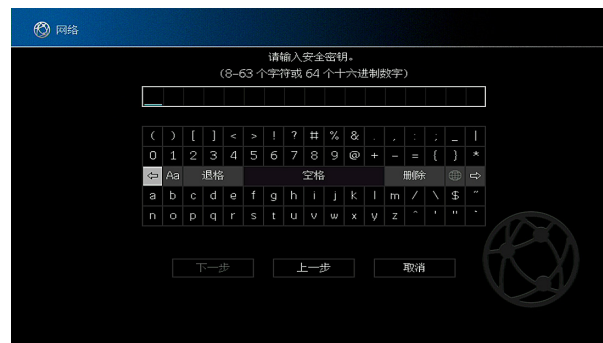 网络
请输入安全密钥。
(8–63 个字符或 64 个十六进制数字)
( ) [ ] < > ! ? # % & . , : ; _ |
0 1 2 3 4 5 6 7 8 9 @ + - = { } *
⇦ Aa 退格 空格 删除 ⇨
a b c d e f g h i j k l m / \ $ ~
n o p q r s t u v w x y z ^ ' " `
下一步 上一步 取消